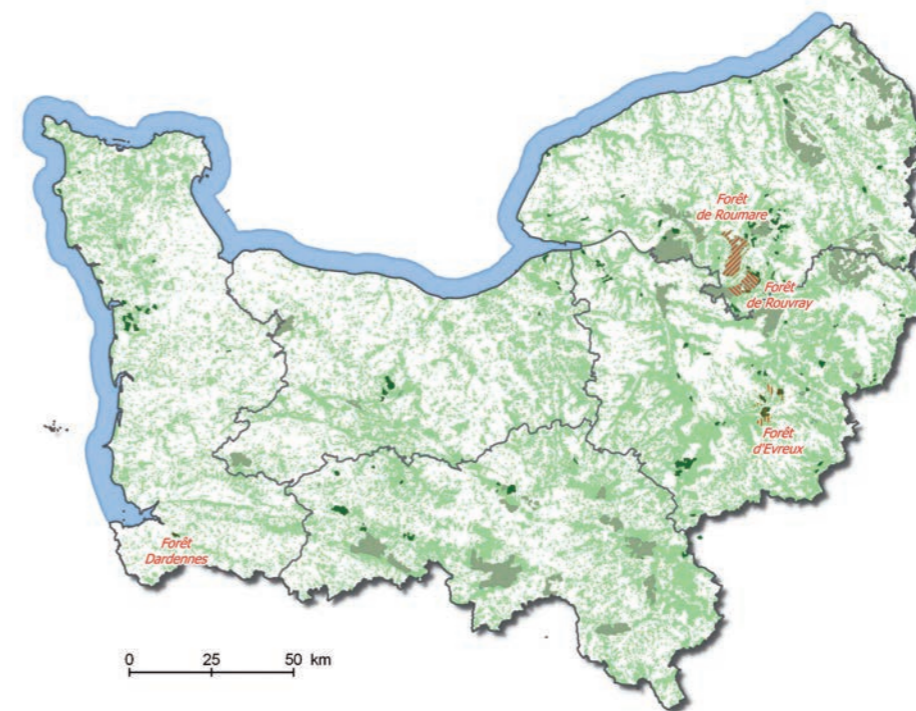 Forêt
de Roumare
Forêt
de Rouvray
Forêt
d'Evreux
Forêt
Dardennes
0 25 50 km